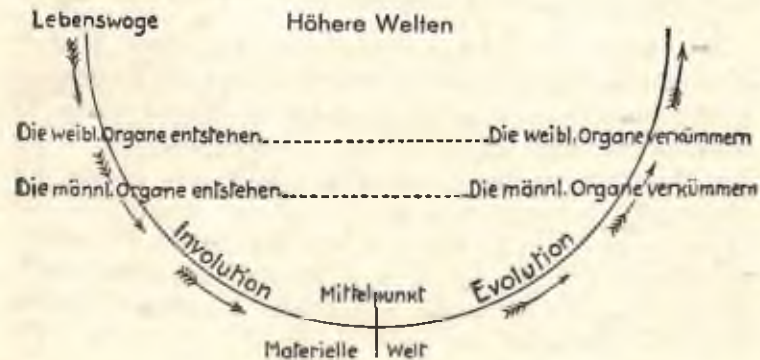 Lebenswoge Höhere Welten
Die weibl. Organe entstehen Die weibl. Organe verkümmern
Die männl. Organe entstehen Die männl. Organe verkümmern
Involution Evolution
Mittelpunkt
Materielle Welt